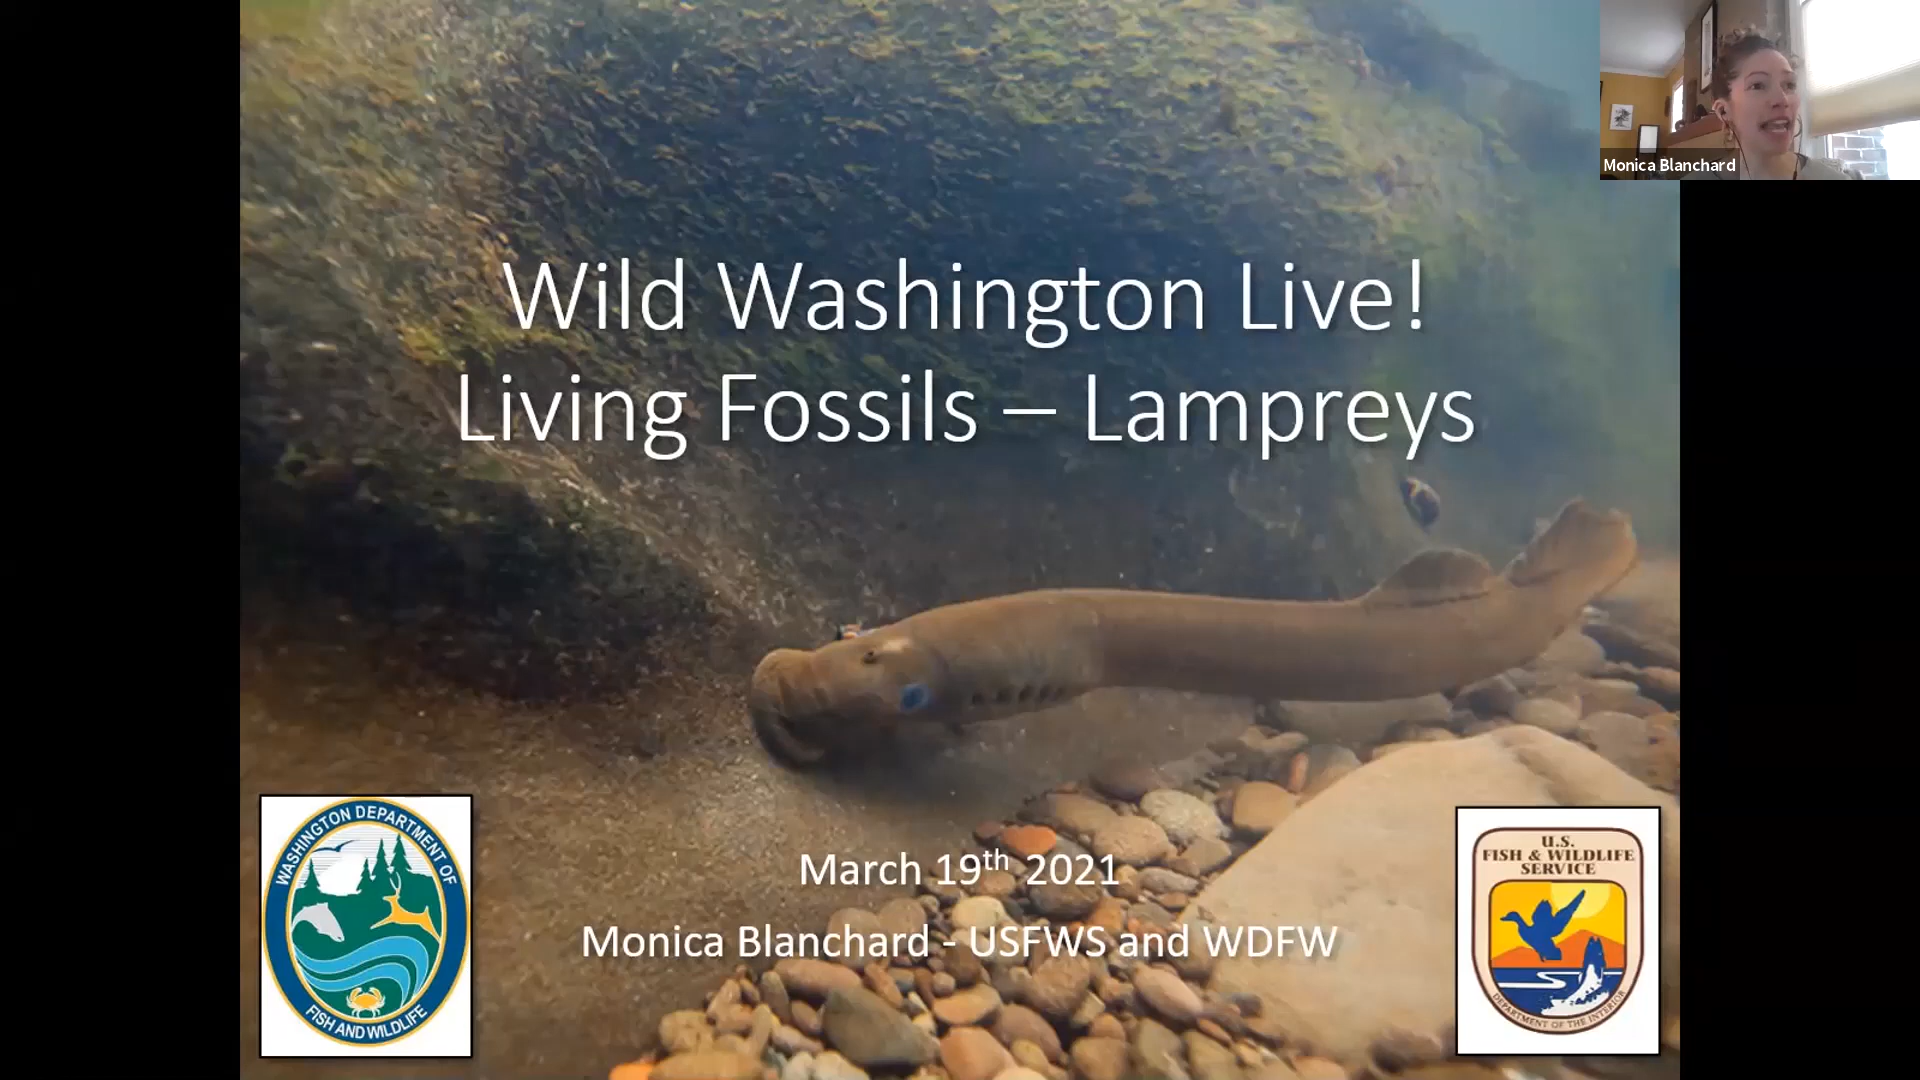 Monica Blanchard
Wild Washington Live!
Living Fossils – Lampreys
March 19th 2021
Monica Blanchard - USFWS and WDFW
WASHINGTON DEPARTMENT OF
FISH AND WILDLIFE
U.S.
FISH & WILDLIFE
SERVICE
DEPARTMENT OF THE INTERIOR